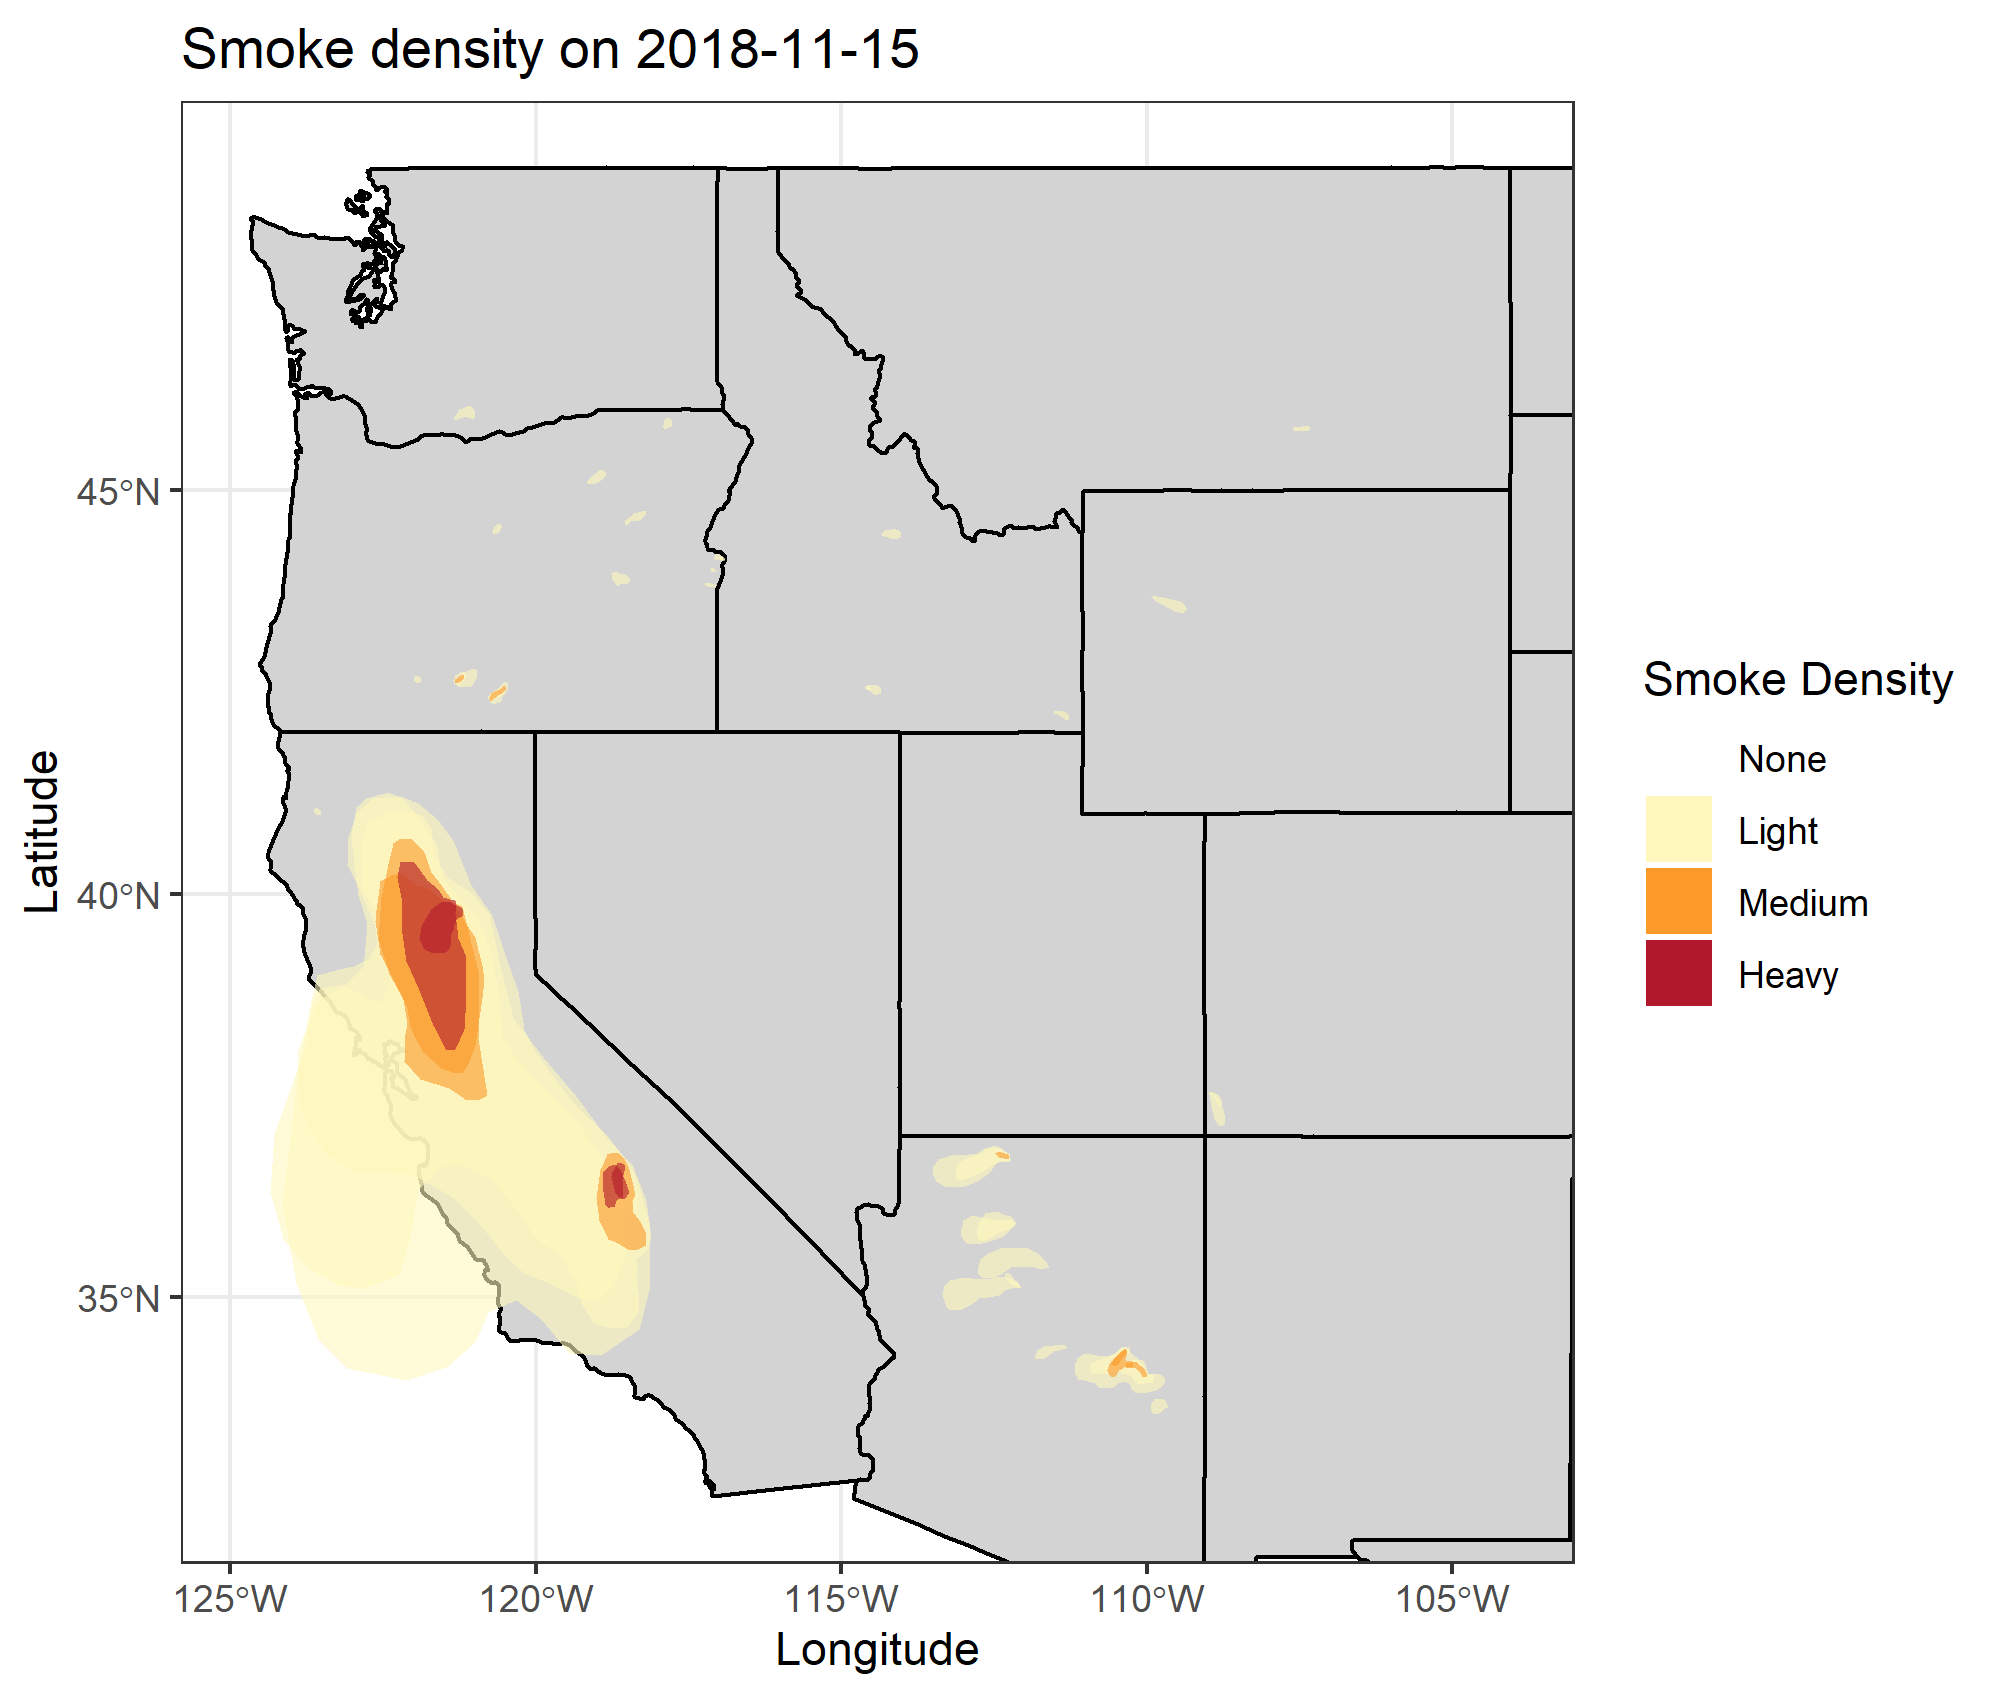 Smoke density on 2018-11-15
Latitude
45°N
40°N
35°N
125°W
120°W
115°W
110°W
105°W
Longitude
Smoke Density
None
Light
Medium
Heavy